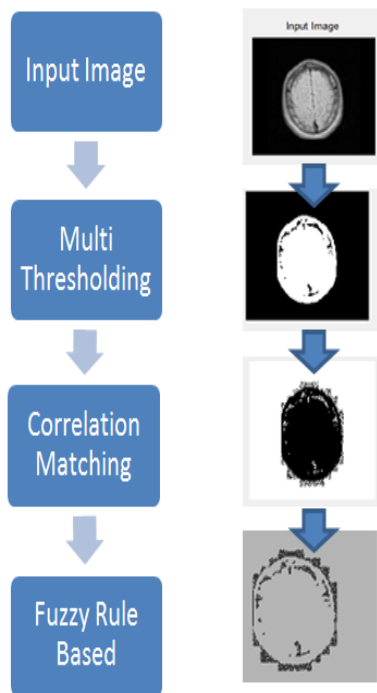 Input Image
Input Image
Multi
Thresholding
Correlation
Matching
Fuzzy Rule
Based